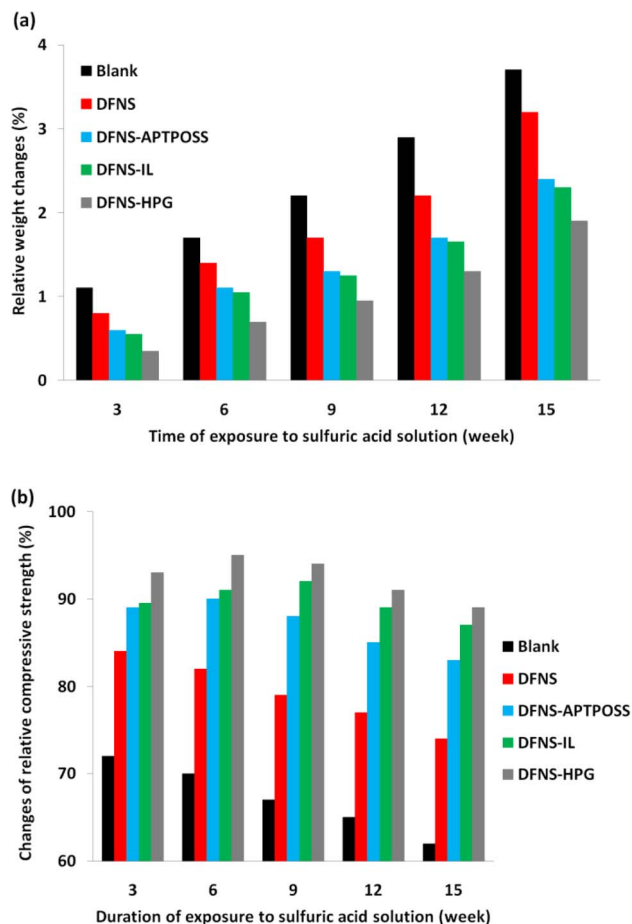 (a)
Relative weight changes (%)
4
3
2
1
0
Blank
DFNS
DFNS-APTPOSS
DFNS-IL
DFNS-HPG
3 6 9 12 15
Time of exposure to sulfuric acid solution (week)
(b)
Changes of relative compressive strength (%)
100
90
80
70
60
Blank
DFNS
DFNS-APTPOSS
DFNS-IL
DFNS-HPG
3 6 9 12 15
Duration of exposure to sulfuric acid solution (week)